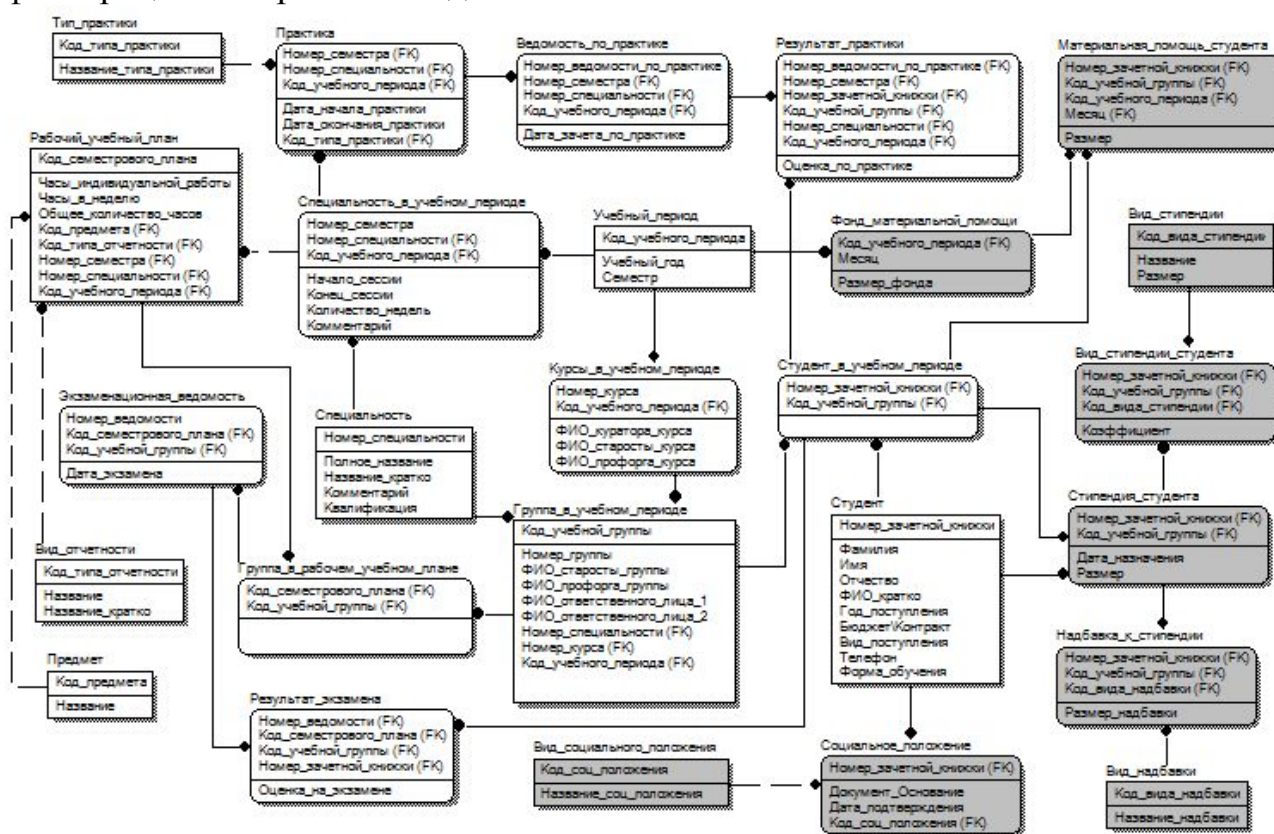 Тип_практики
Код_типа_практики
Название_типа_практики
Практика
Номер_семестра (FK)
Номер_специальности (FK)
Код_учебного_периода (FK)
Дата_начала_практики
Дата_окончания_практики
Код_типа_практики (FK)
Ведомость_по_практике
Номер_ведомости_по_практике
Номер_семестра (FK)
Номер_специальности (FK)
Код_учебного_периода (FK)
Дата_зачета_по_практике
Результат_практики
Номер_ведомости_по_практике (FK)
Номер_семестра (FK)
Номер_зачетной_книжки (FK)
Код_учебной_группы (FK)
Номер_специальности (FK)
Код_учебного_периода (FK)
Оценка_по_практике
Материальная_помощь_студента
Номер_зачетной_книжки (FK)
Код_учебной_группы (FK)
Код_учебного_периода (FK)
Месяц (FK)
Размер
Рабочий_учебный_план
Код_семестрового_плана
Часы_индивидуальной_работы
Часы_в_неделю
Общее_количество_часов
Код_предмета (FK)
Код_типа_отчетности (FK)
Номер_семестра (FK)
Номер_специальности (FK)
Код_учебного_периода (FK)
Специальность_в_учебном_периоде
Номер_семестра
Номер_специальности (FK)
Код_учебного_периода (FK)
Начало_сессии
Конец_сессии
Количество_недель
Комментарий
Учебный_период
Код_учебного_периода
Учебный_год
Семестр
Фонд_материальной_помощи
Код_учебного_периода (FK)
Месяц
Размер_фонда
Вид_стипендии
Код_вида_стипендии
Название
Размер
Экзаменационная_ведомость
Номер_ведомости
Код_семестрового_плана (FK)
Код_учебной_группы (FK)
Дата_экзамена
Специальность
Номер_специальности
Полное_название
Название_кратко
Комментарий
Квалификация
Курсы_в_учебном_периоде
Номер_курса
Код_учебного_периода (FK)
ФИО_куратора_курса
ФИО_старосты_курса
ФИО_профорга_курса
Студент_в_учебном_периоде
Номер_зачетной_книжки (FK)
Код_учебной_группы (FK)
Вид_стипендии_студента
Номер_зачетной_книжки (FK)
Код_учебной_группы (FK)
Код_вида_стипендии (FK)
Коэффициент
Вид_отчетности
Код_типа_отчетности
Название
Название_кратко
Группа_в_рабочем_учебном_плане
Код_семестрового_плана (FK)
Код_учебной_группы (FK)
Группа_в_учебном_периоде
Код_учебной_группы
Номер_группы
ФИО_старосты_группы
ФИО_профорга_группы
ФИО_ответственного_лица_1
ФИО_ответственного_лица_2
Номер_специальности (FK)
Номер_курса (FK)
Код_учебного_периода (FK)
Студент
Номер_зачетной_книжки
Фамилия
Имя
Отчество
ФИО_кратко
Год_поступления
Бюджет\Контракт
Вид_поступления
Телефон
Форма_обучения
Стипендия_студента
Номер_зачетной_книжки (FK)
Код_учебной_группы (FK)
Дата_назначения
Размер
Предмет
Код_предмета
Название
Результат_экзамена
Номер_ведомости (FK)
Код_семестрового_плана (FK)
Код_учебной_группы (FK)
Номер_зачетной_книжки (FK)
Оценка_на_экзамене
Вид_социального_положения
Код_соц_положения
Название_соц_положения
Социальное_положение
Номер_зачетной_книжки (FK)
Документ_Основание
Дата_подтверждения
Код_соц_положения (FK)
Надбавка_к_стипендии
Номер_зачетной_книжки (FK)
Код_учебной_группы (FK)
Код_вида_надбавки (FK)
Размер_надбавки
Вид_надбавки
Код_вида_надбавки
Название_надбавки